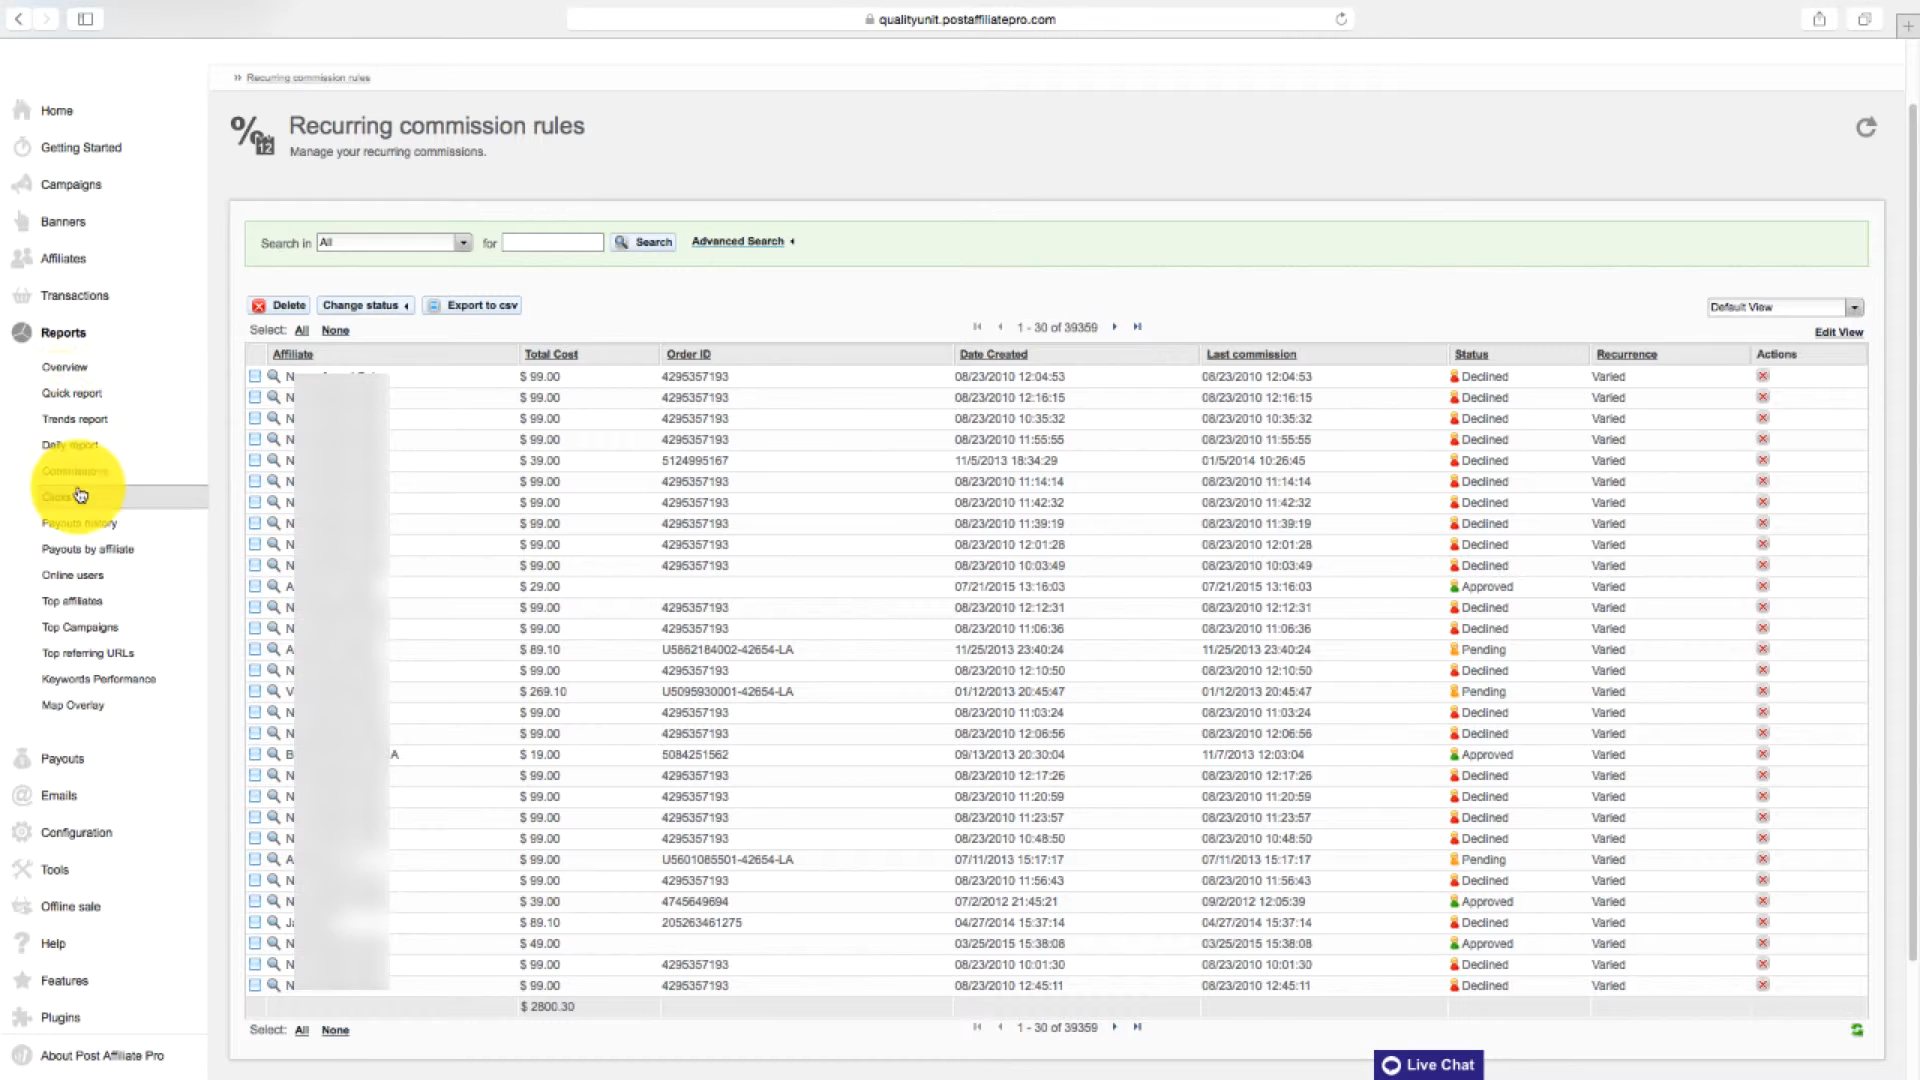 qualityunit.postaffiliatepro.com
» Recurring commission rules
Home
Getting Started
Campaigns
Banners
Affiliates
Transactions
Reports
Overview
Quick report
Trends report
Daily report
Commissions
Clicks
Payouts history
Payouts by affiliate
Online users
Top affiliates
Top Campaigns
Top referring URLs
Keywords Performance
Map Overlay
Payouts
Emails
Configuration
Tools
Offline sale
Help
Features
Plugins
About Post Affiliate Pro
12
Recurring commission rules
Manage your recurring commissions.
Search in All for Search Advanced Search
Delete Change status Export to csv Default View
Select: All None 1 - 30 of 39359 Edit View
Affiliate Total Cost Order ID Date Created Last commission Status Recurrence Actions
N $ 99.00 4295357193 08/23/2010 12:04:53 08/23/2010 12:04:53 Declined Varied
N $ 99.00 4295357193 08/23/2010 12:16:15 08/23/2010 12:16:15 Declined Varied
N $ 99.00 4295357193 08/23/2010 10:35:32 08/23/2010 10:35:32 Declined Varied
N $ 99.00 4295357193 08/23/2010 11:55:55 08/23/2010 11:55:55 Declined Varied
N $ 39.00 5124995167 11/5/2013 18:34:29 01/5/2014 10:26:45 Declined Varied
N $ 99.00 4295357193 08/23/2010 11:14:14 08/23/2010 11:14:14 Declined Varied
N $ 99.00 4295357193 08/23/2010 11:42:32 08/23/2010 11:42:32 Declined Varied
N $ 99.00 4295357193 08/23/2010 11:39:19 08/23/2010 11:39:19 Declined Varied
N $ 99.00 4295357193 08/23/2010 12:01:28 08/23/2010 12:01:28 Declined Varied
N $ 99.00 4295357193 08/23/2010 10:03:49 08/23/2010 10:03:49 Declined Varied
A $ 29.00 07/21/2015 13:16:03 07/21/2015 13:16:03 Approved Varied
N $ 99.00 4295357193 08/23/2010 12:12:31 08/23/2010 12:12:31 Declined Varied
N $ 99.00 4295357193 08/23/2010 11:06:36 08/23/2010 11:06:36 Declined Varied
A $ 89.10 U5862184002-42654-LA 11/25/2013 23:40:24 11/25/2013 23:40:24 Pending Varied
N $ 99.00 4295357193 08/23/2010 12:10:50 08/23/2010 12:10:50 Declined Varied
V $ 269.10 U5095930001-42654-LA 01/12/2013 20:45:47 01/12/2013 20:45:47 Pending Varied
N $ 99.00 4295357193 08/23/2010 11:03:24 08/23/2010 11:03:24 Declined Varied
N $ 99.00 4295357193 08/23/2010 12:06:56 08/23/2010 12:06:56 Declined Varied
B A $ 19.00 5084251562 09/13/2013 20:30:04 11/7/2013 12:03:04 Approved Varied
N $ 99.00 4295357193 08/23/2010 12:17:26 08/23/2010 12:17:26 Declined Varied
N $ 99.00 4295357193 08/23/2010 11:20:59 08/23/2010 11:20:59 Declined Varied
N $ 99.00 4295357193 08/23/2010 11:23:57 08/23/2010 11:23:57 Declined Varied
N $ 99.00 4295357193 08/23/2010 10:48:50 08/23/2010 10:48:50 Declined Varied
A $ 99.00 U5601085501-42654-LA 07/11/2013 15:17:17 07/11/2013 15:17:17 Pending Varied
N $ 99.00 4295357193 08/23/2010 11:56:43 08/23/2010 11:56:43 Declined Varied
N $ 39.00 4745649694 07/2/2012 21:45:21 09/2/2012 12:05:39 Approved Varied
J $ 89.10 205263461275 04/27/2014 15:37:14 04/27/2014 15:37:14 Declined Varied
N $ 49.00 03/25/2015 15:38:08 03/25/2015 15:38:08 Approved Varied
N $ 99.00 4295357193 08/23/2010 10:01:30 08/23/2010 10:01:30 Declined Varied
N $ 99.00 4295357193 08/23/2010 12:45:11 08/23/2010 12:45:11 Declined Varied
$ 2800.30
Select: All None 1 - 30 of 39359
Live Chat